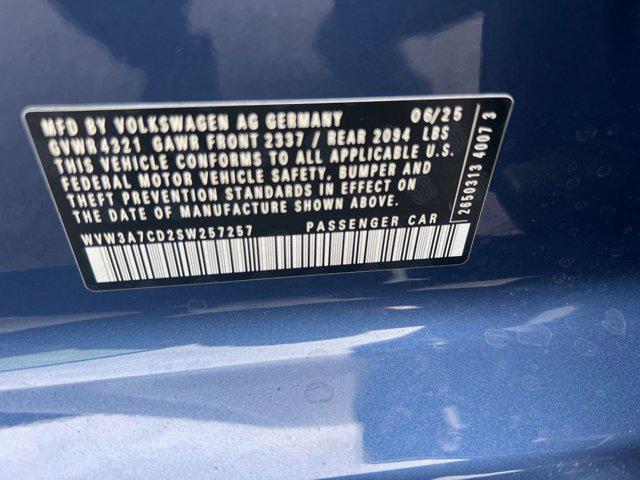 MFD BY VOLKSWAGEN AG GERMANY 06/25
GVWR 4321 GAWR FRONT 2337 / REAR 2094 LBS
THIS VEHICLE CONFORMS TO ALL APPLICABLE U.S.
FEDERAL MOTOR VEHICLE SAFETY, BUMPER AND
THEFT PREVENTION STANDARDS IN EFFECT ON
THE DATE OF MANUFACTURE SHOWN ABOVE.
WVW3A7CD2SW257257 PASSENGER CAR
2650313 4007 3